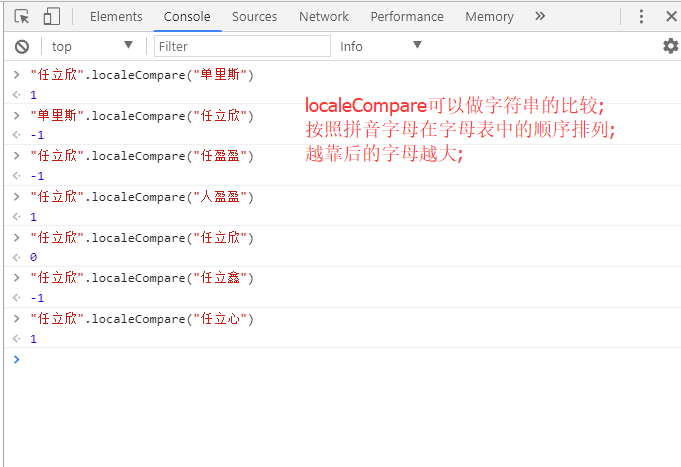 Elements Console Sources Network Performance Memory »
top ▼ Filter Info ▼
> "任立欣".localeCompare("单里斯")
1
> "单里斯".localeCompare("任立欣")
-1
> "任立欣".localeCompare("任盈盈")
-1
> "任立欣".localeCompare("人盈盈")
1
> "任立欣".localeCompare("任立欣")
0
> "任立欣".localeCompare("任立鑫")
-1
> "任立欣".localeCompare("任立心")
1
>
localeCompare可以做字符串的比较;
按照拼音字母在字母表中的顺序排列;
越靠后的字母越大;